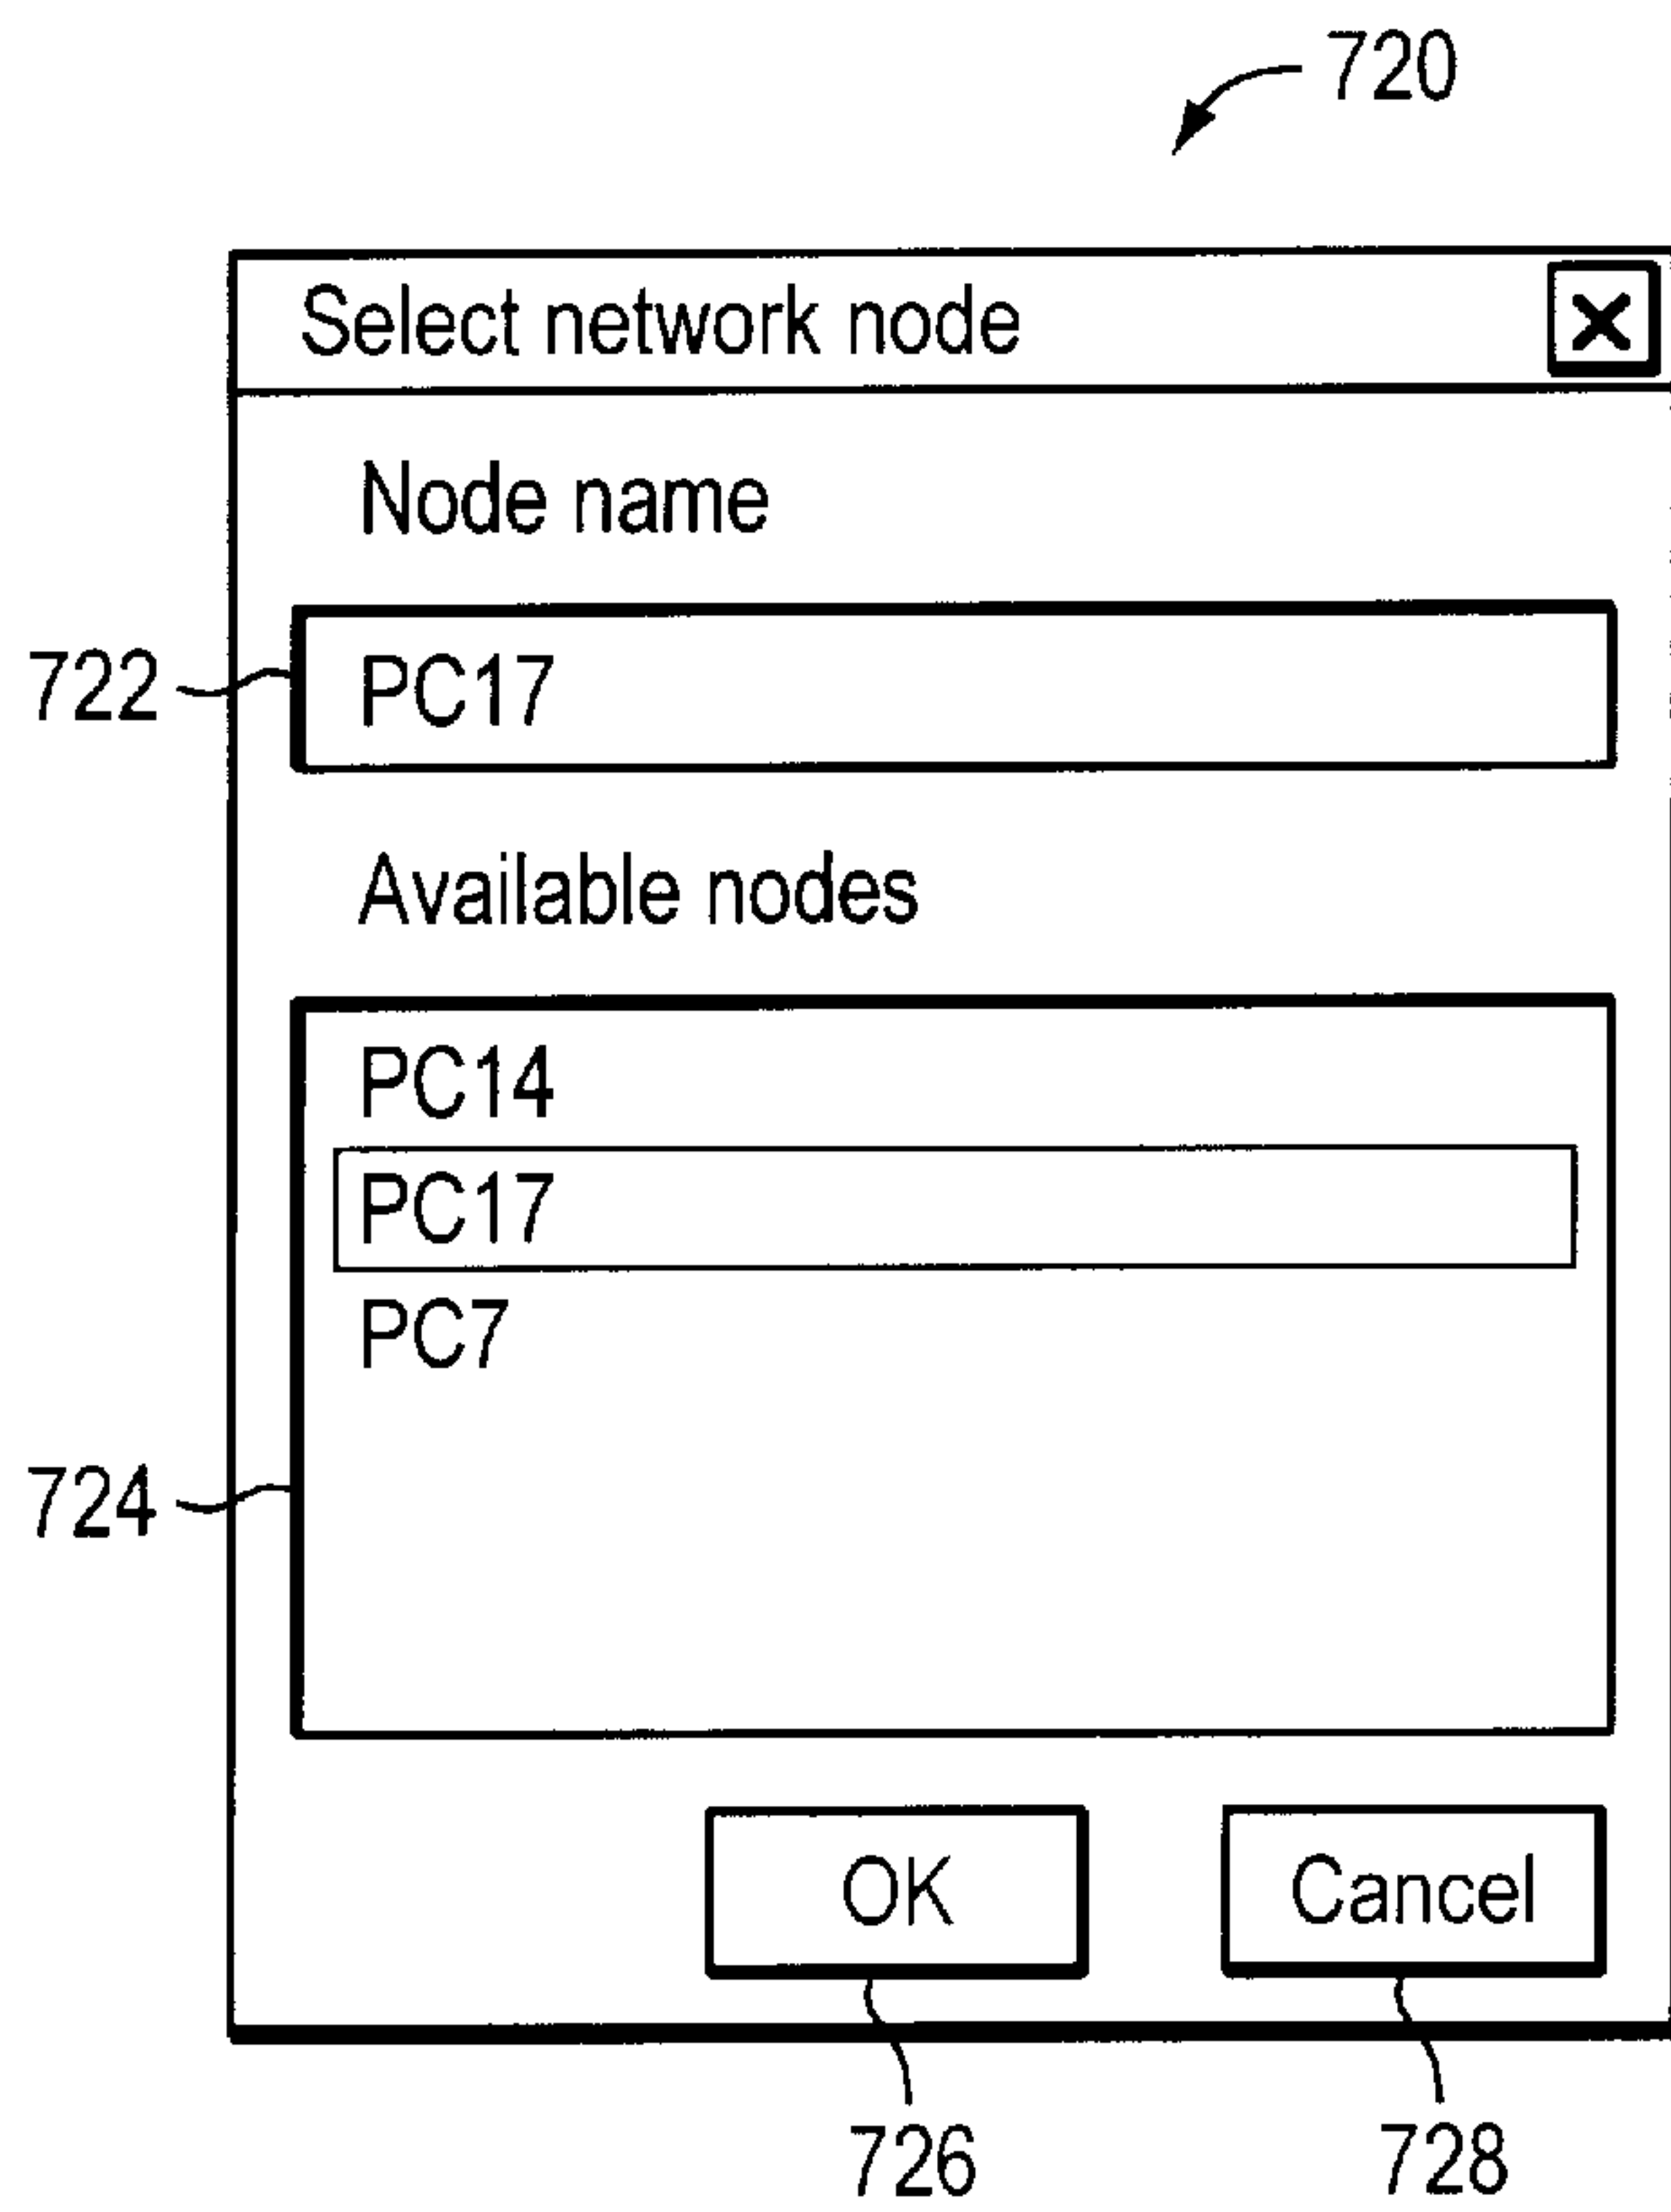 720
Select network node
Node name
722 PC17
Available nodes
PC14
PC17
PC7
724
OK Cancel
726 728